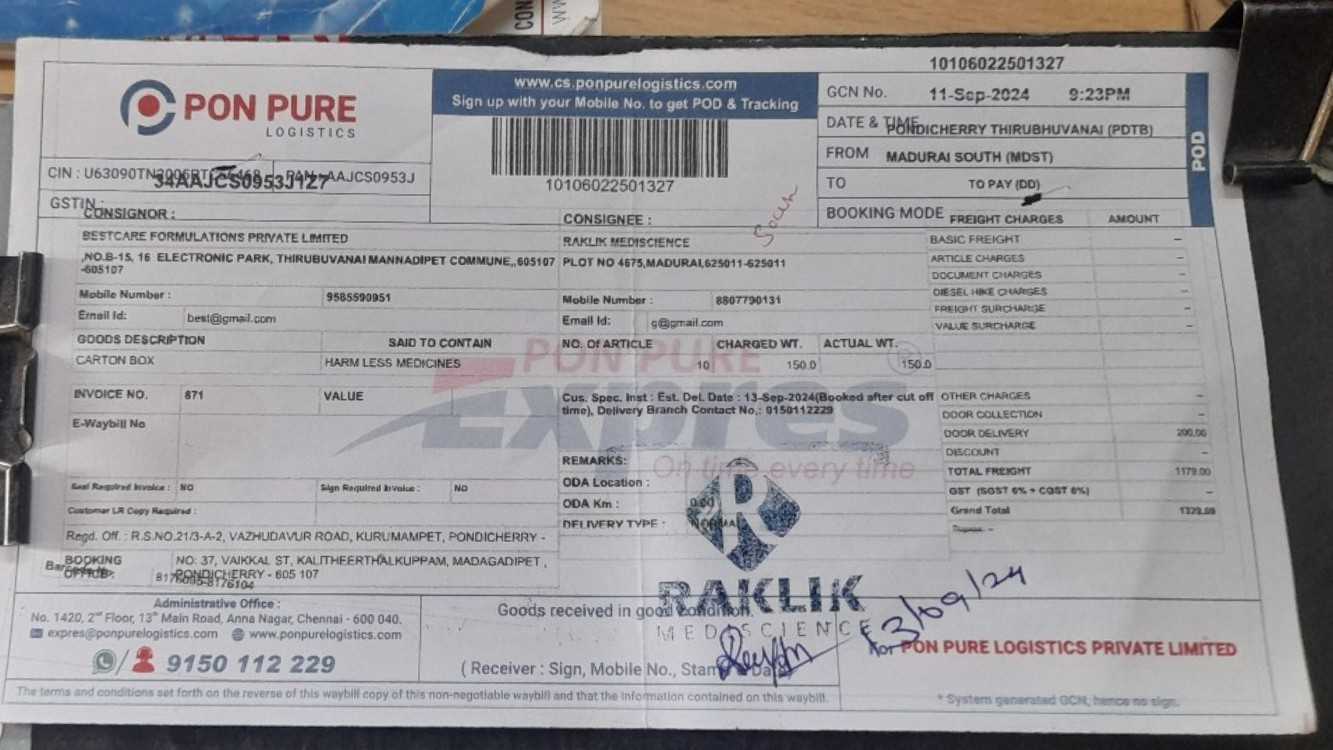 CON
WW
10106022501327
PON PURE
LOGISTICS
www.cs.ponpurelogistics.com
Sign up with your Mobile No. to get POD & Tracking
10106022501327
GCN No. 11-Sep-2024 9:23PM
DATE & TIME PONDICHERRY THIRUBHUVANAI (PDTB)
FROM MADURAI SOUTH (MDST)
TO TO PAY (DD)
BOOKING MODE
POD
CIN : PAN : AAJCS0953J
34AAJCS0953J1Z7
GSTIN :
CONSIGNOR :
BESTCARE FORMULATIONS PRIVATE LIMITED
,NO.B-15, 16 ELECTRONIC PARK, THIRUBUVANAI MANNADIPET COMMUNE,,605107
-605107
Mobile Number : 9585590951
Email Id: best@gmail.com
CONSIGNEE :
South
RAKLIK MEDISCIENCE
PLOT NO 4675,MADURAI,625011-625011
Mobile Number : 8807790131
Email Id: g@gmail.com
FREIGHT CHARGES AMOUNT
BASIC FREIGHT –
ARTICLE CHARGES –
DOCUMENT CHARGES –
DIESEL HIKE CHARGES –
FREIGHT SURCHARGE –
VALUE SURCHARGE –
GOODS DESCRIPTION SAID TO CONTAIN NO. Of ARTICLE CHARGED WT. ACTUAL WT.
CARTON BOX HARM LESS MEDICINES 10 150.0 150.0
PON PURE
Expres
On time every time
INVOICE NO. 871 VALUE
E-Waybill No
Cus. Spec. Inst : Est. Del. Date : 13-Sep-2024(Booked after cut off
time), Delivery Branch Contact No.: 9150112229
OTHER CHARGES –
DOOR COLLECTION –
DOOR DELIVERY 200.00
DISCOUNT –
TOTAL FREIGHT 1179.00
GST (SGST 6% + CGST 6%) –
Grand Total
REMARKS:
ODA Location :
ODA Km : 0.00
DELIVERY TYPE : NORMAL
Seal Required Invoice : NO Sign Required Invoice : NO
Customer LR Copy Required :
Regd. Off. : R.S.NO.21/3-A-2, VAZHUDAVUR ROAD, KURUMAMPET, PONDICHERRY -
BOOKING
OFFICE:
NO: 37, VAIKKAL ST, KALITHEERTHALKUPPAM, MADAGADIPET ,
PONDICHERRY - 605 107
Administrative Office :
No. 1420, 2nd Floor, 13th Main Road, Anna Nagar, Chennai - 600 040.
expres@ponpurelogistics.com www.ponpurelogistics.com
9150 112 229
Goods received in good condition.
RAKLIK
MEDISCIENCE
13/09/24
( Receiver : Sign, Mobile No., Stamp & Date)
For PON PURE LOGISTICS PRIVATE LIMITED
* System generated GCN, hence no sign.
The terms and conditions set forth on the reverse of this waybill copy of this non-negotiable waybill and that the information contained on this waybill.